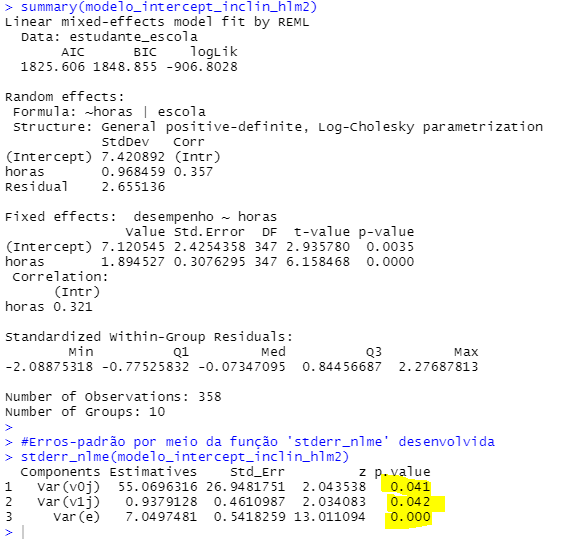 > summary(modelo_intercept_inclin_hlm2)
Linear mixed-effects model fit by REML
  Data: estudante_escola
       AIC      BIC    logLik
  1825.606 1848.855 -906.8028

Random effects:
 Formula: ~horas | escola
 Structure: General positive-definite, Log-Cholesky parametrization
            StdDev   Corr
(Intercept) 7.420892 (Intr)
horas       0.968459 0.357
Residual    2.655136

Fixed effects:  desempenho ~ horas
               Value Std.Error  DF  t-value p-value
(Intercept) 7.120545 2.4254358 347 2.935780  0.0035
horas       1.894527 0.3076295 347 6.158468  0.0000
 Correlation:
      (Intr)
horas 0.321

Standardized Within-Group Residuals:
        Min          Q1         Med          Q3         Max
-2.08875318 -0.77525832 -0.07347095  0.84456687  2.27687813

Number of Observations: 358
Number of Groups: 10
>
> #Erros-padrão por meio da função 'stderr_nlme' desenvolvida
> stderr_nlme(modelo_intercept_inclin_hlm2)
  Components Estimatives    Std_Err         z p.value
1   Var(v0j)  55.0696316 26.9481751  2.043538   0.041
2   Var(v1j)   0.9379128  0.4610987  2.034083   0.042
3     Var(e)   7.0497481  0.5418259 13.011094   0.000
>